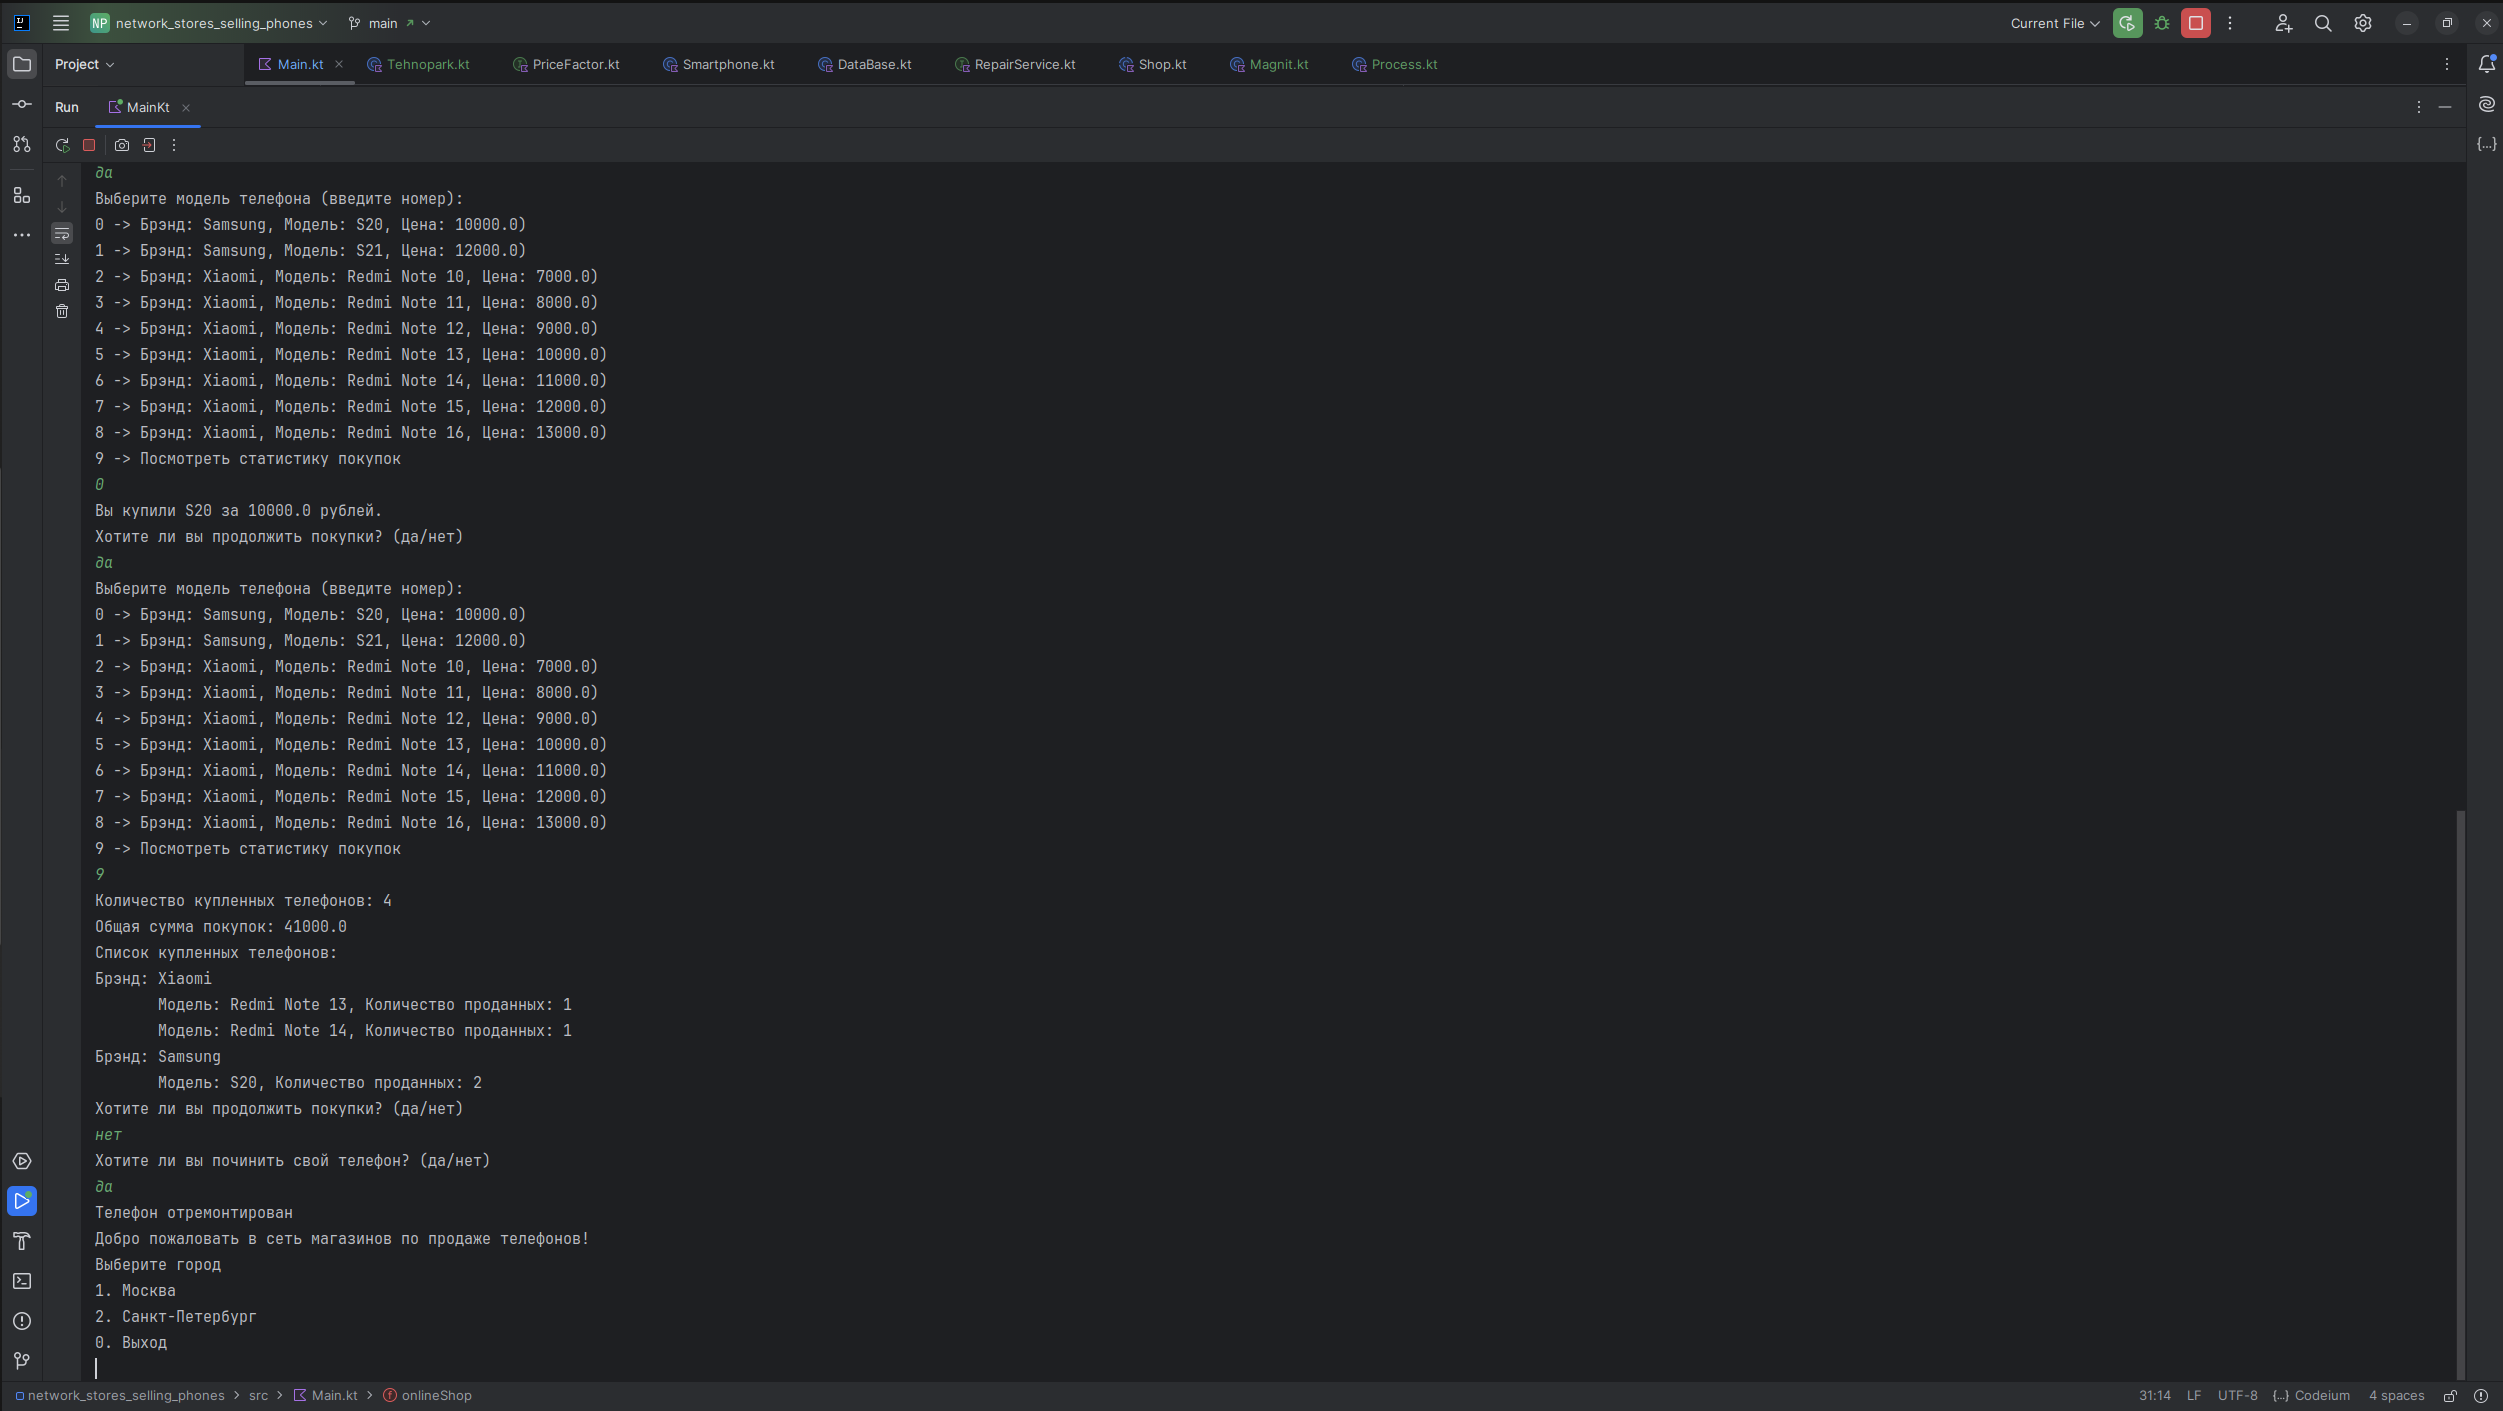 NP network_stores_selling_phones main Current File
Project Main.kt Tehnopark.kt PriceFactor.kt Smartphone.kt DataBase.kt RepairService.kt Shop.kt Magnit.kt Process.kt
Run MainKt
да
Выберите модель телефона (введите номер):
0 -> Брэнд: Samsung, Модель: S20, Цена: 10000.0)
1 -> Брэнд: Samsung, Модель: S21, Цена: 12000.0)
2 -> Брэнд: Xiaomi, Модель: Redmi Note 10, Цена: 7000.0)
3 -> Брэнд: Xiaomi, Модель: Redmi Note 11, Цена: 8000.0)
4 -> Брэнд: Xiaomi, Модель: Redmi Note 12, Цена: 9000.0)
5 -> Брэнд: Xiaomi, Модель: Redmi Note 13, Цена: 10000.0)
6 -> Брэнд: Xiaomi, Модель: Redmi Note 14, Цена: 11000.0)
7 -> Брэнд: Xiaomi, Модель: Redmi Note 15, Цена: 12000.0)
8 -> Брэнд: Xiaomi, Модель: Redmi Note 16, Цена: 13000.0)
9 -> Посмотреть статистику покупок
0
Вы купили S20 за 10000.0 рублей.
Хотите ли вы продолжить покупки? (да/нет)
да
Выберите модель телефона (введите номер):
0 -> Брэнд: Samsung, Модель: S20, Цена: 10000.0)
1 -> Брэнд: Samsung, Модель: S21, Цена: 12000.0)
2 -> Брэнд: Xiaomi, Модель: Redmi Note 10, Цена: 7000.0)
3 -> Брэнд: Xiaomi, Модель: Redmi Note 11, Цена: 8000.0)
4 -> Брэнд: Xiaomi, Модель: Redmi Note 12, Цена: 9000.0)
5 -> Брэнд: Xiaomi, Модель: Redmi Note 13, Цена: 10000.0)
6 -> Брэнд: Xiaomi, Модель: Redmi Note 14, Цена: 11000.0)
7 -> Брэнд: Xiaomi, Модель: Redmi Note 15, Цена: 12000.0)
8 -> Брэнд: Xiaomi, Модель: Redmi Note 16, Цена: 13000.0)
9 -> Посмотреть статистику покупок
9
Количество купленных телефонов: 4
Общая сумма покупок: 41000.0
Список купленных телефонов:
Брэнд: Xiaomi
Модель: Redmi Note 13, Количество проданных: 1
Модель: Redmi Note 14, Количество проданных: 1
Брэнд: Samsung
Модель: S20, Количество проданных: 2
Хотите ли вы продолжить покупки? (да/нет)
нет
Хотите ли вы починить свой телефон? (да/нет)
да
Телефон отремонтирован
Добро пожаловать в сеть магазинов по продаже телефонов!
Выберите город
1. Москва
2. Санкт-Петербург
0. Выход
network_stores_selling_phones > src > Main.kt > onlineShop 31:14 LF UTF-8 {...} Codeium 4 spaces